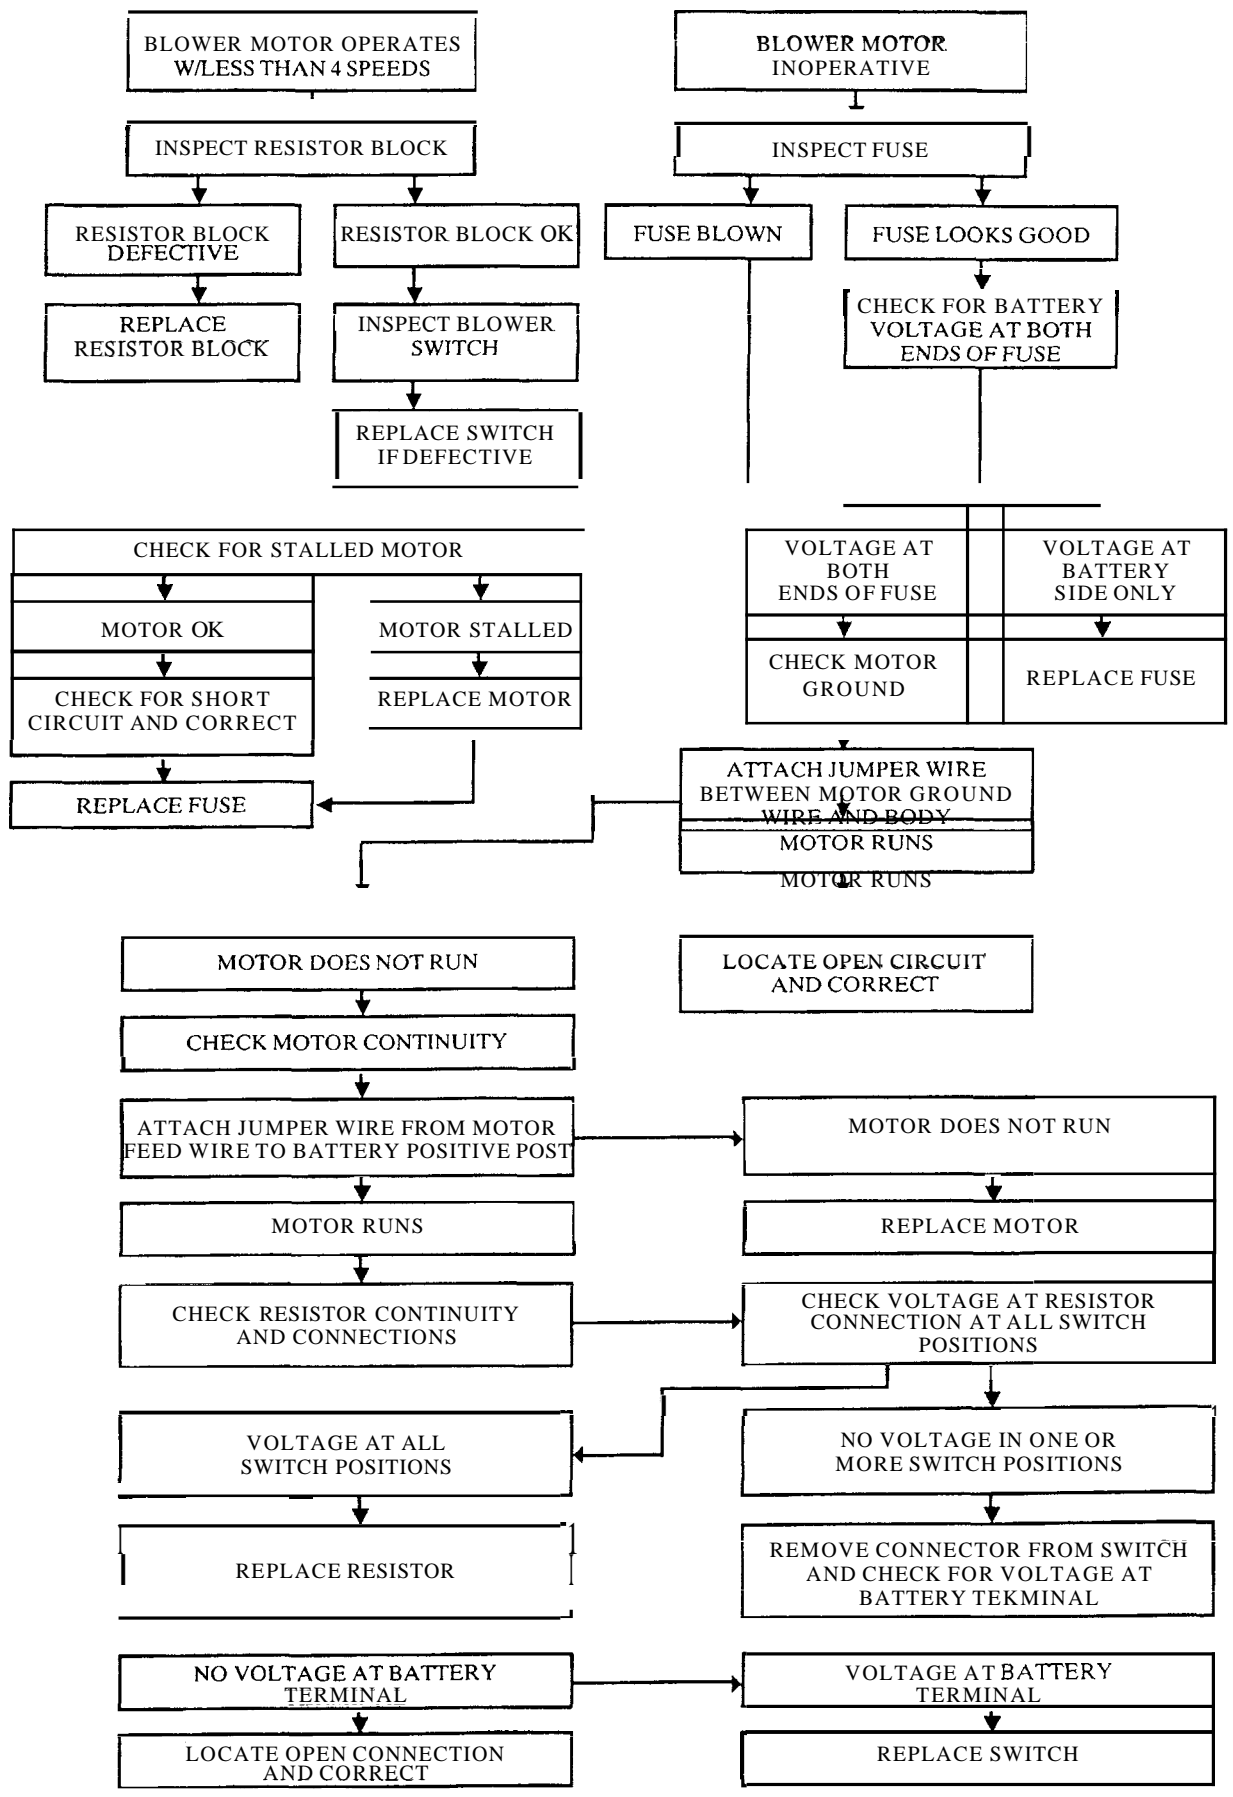 BLOWER MOTOR OPERATES
W/LESS THAN 4 SPEEDS
BLOWER MOTOR
INOPERATIVE
INSPECT RESISTOR BLOCK
INSPECT FUSE
RESISTOR BLOCK
DEFECTIVE
RESISTOR BLOCK OK
FUSE BLOWN
FUSE LOOKS GOOD
REPLACE
RESISTOR BLOCK
INSPECT BLOWER
SWITCH
CHECK FOR BATTERY
VOLTAGE AT BOTH
ENDS OF FUSE
REPLACE SWITCH
IF DEFECTIVE
CHECK FOR STALLED MOTOR
VOLTAGE AT
BOTH
ENDS OF FUSE
VOLTAGE AT
BATTERY
SIDE ONLY
MOTOR OK
MOTOR STALLED
CHECK MOTOR
GROUND
REPLACE FUSE
CHECK FOR SHORT
CIRCUIT AND CORRECT
REPLACE MOTOR
REPLACE FUSE
ATTACH JUMPER WIRE
BETWEEN MOTOR GROUND
WIRE AND BODY
MOTOR RUNS
MOTOR RUNS
MOTOR DOES NOT RUN
LOCATE OPEN CIRCUIT
AND CORRECT
CHECK MOTOR CONTINUITY
ATTACH JUMPER WIRE FROM MOTOR
FEED WIRE TO BATTERY POSITIVE POST
MOTOR DOES NOT RUN
MOTOR RUNS
REPLACE MOTOR
CHECK RESISTOR CONTINUITY
AND CONNECTIONS
CHECK VOLTAGE AT RESISTOR
CONNECTION AT ALL SWITCH
POSITIONS
VOLTAGE AT ALL
SWITCH POSITIONS
NO VOLTAGE IN ONE OR
MORE SWITCH POSITIONS
REPLACE RESISTOR
REMOVE CONNECTOR FROM SWITCH
AND CHECK FOR VOLTAGE AT
BATTERY TEKMINAL
NO VOLTAGE AT BATTERY
TERMINAL
VOLTAGE AT BATTERY
TERMINAL
LOCATE OPEN CONNECTION
AND CORRECT
REPLACE SWITCH